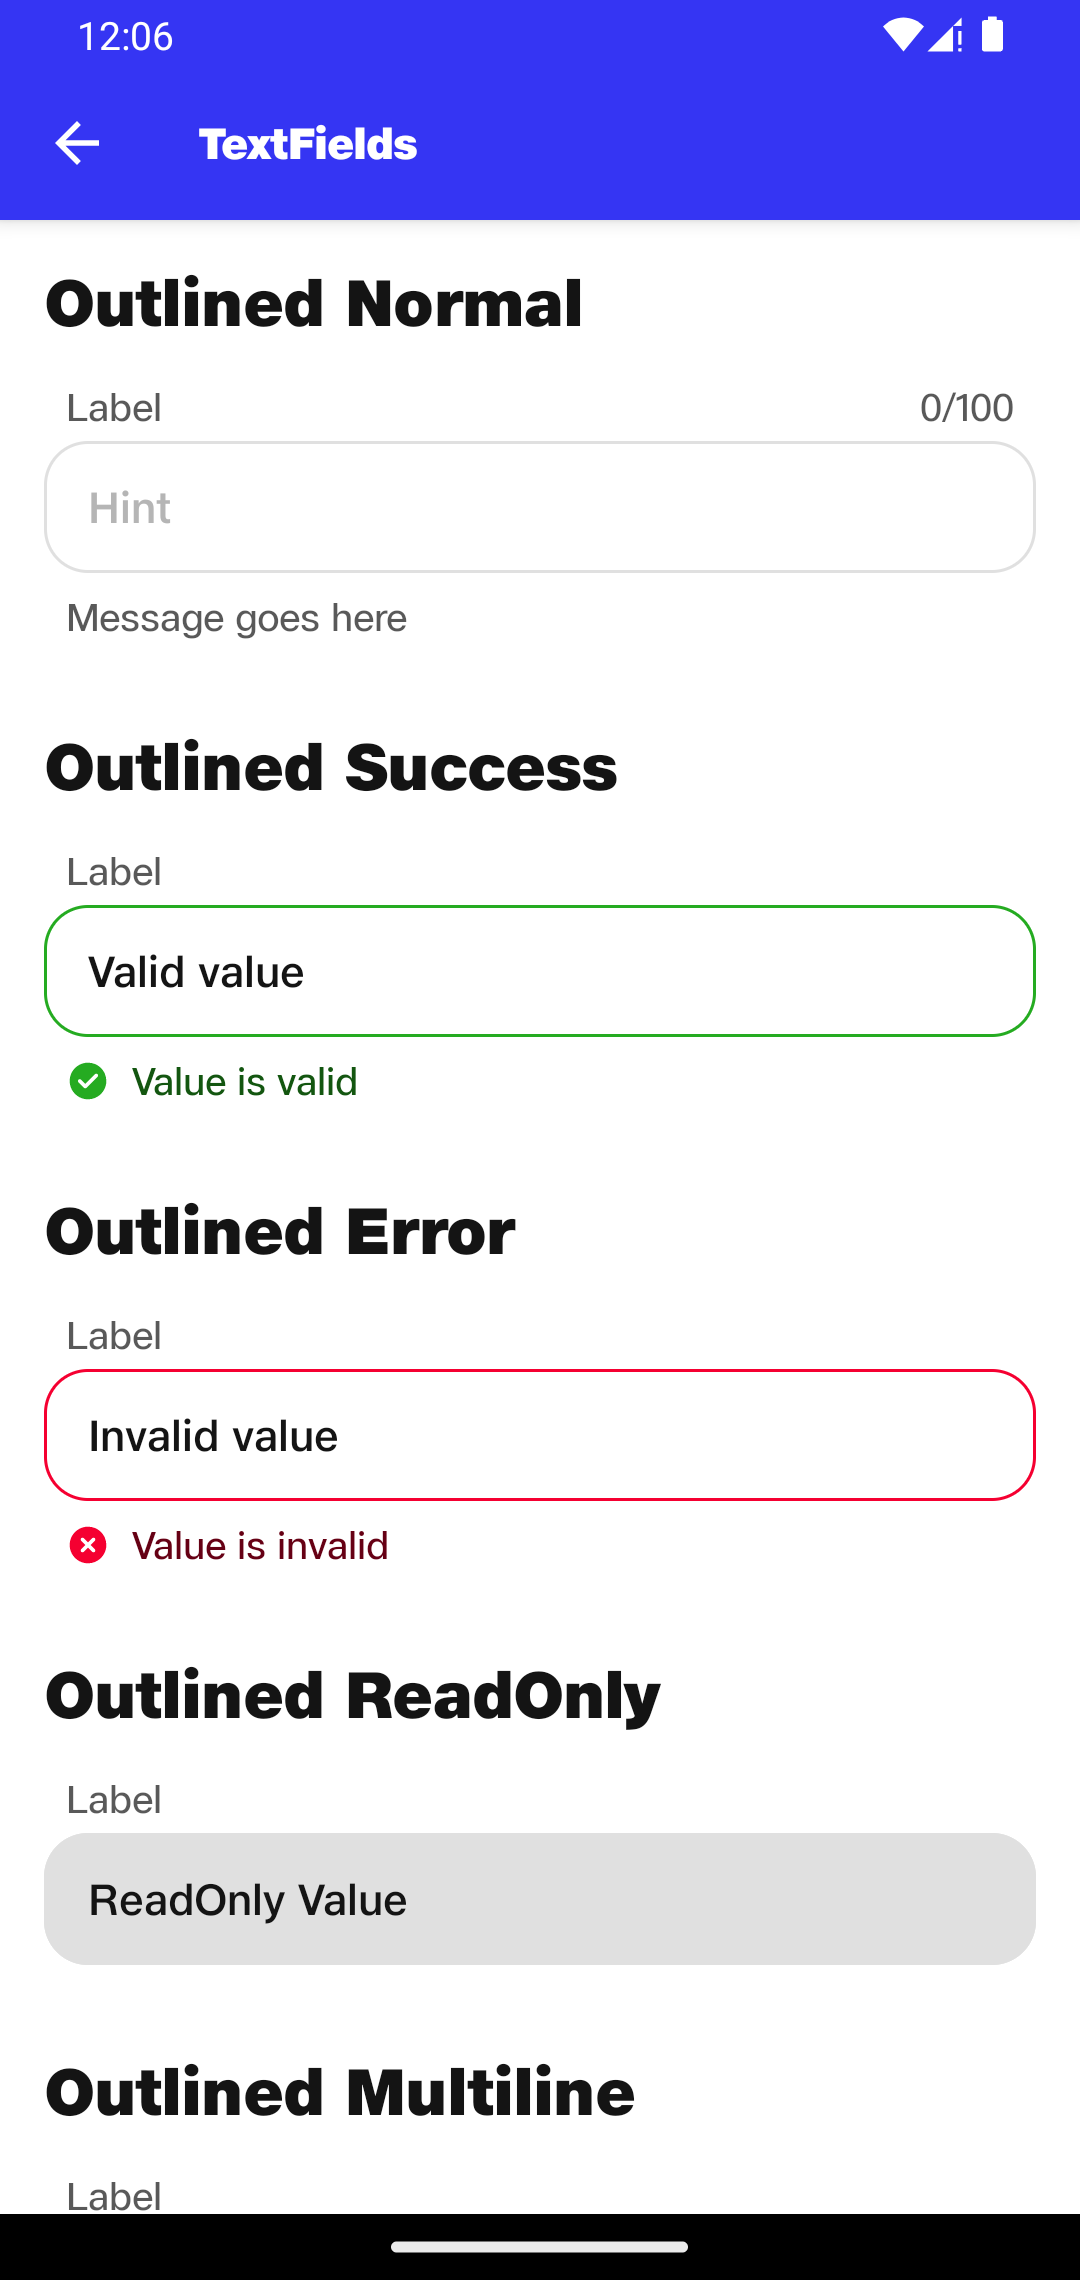 12:06
TextFields
Outlined Normal
Label 0/100
Hint
Message goes here
Outlined Success
Label
Valid value
Value is valid
Outlined Error
Label
Invalid value
Value is invalid
Outlined ReadOnly
Label
ReadOnly Value
Outlined Multiline
Label